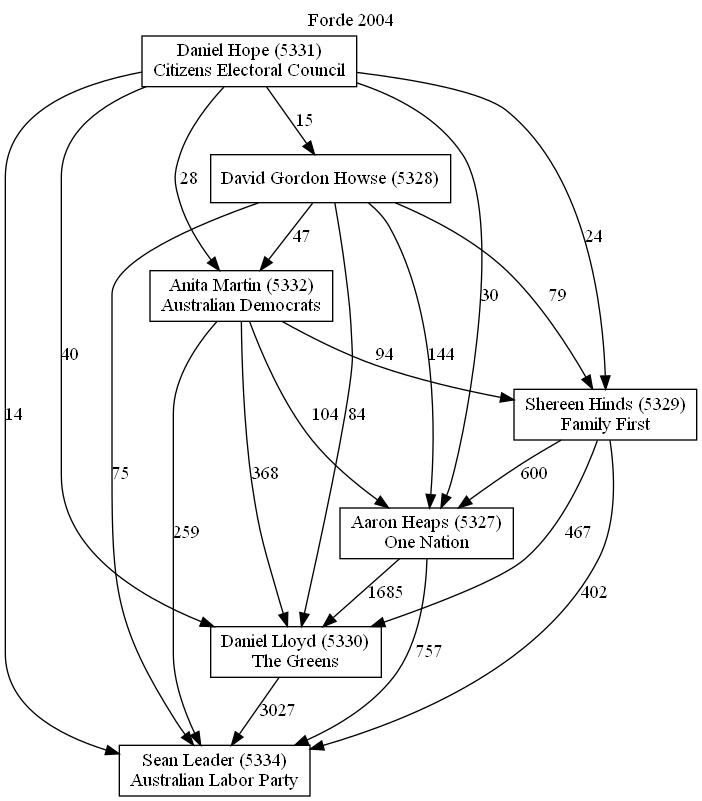 Forde 2004
Daniel Hope (5331)
Citizens Electoral Council
15
David Gordon Howse (5328)
28
47
24
Anita Martin (5332)
Australian Democrats
30
79
40
94
144
14
104
84
Shereen Hinds (5329)
Family First
75
368
600
Aaron Heaps (5327)
One Nation
259
467
1685
402
Daniel Lloyd (5330)
The Greens
757
3027
Sean Leader (5334)
Australian Labor Party